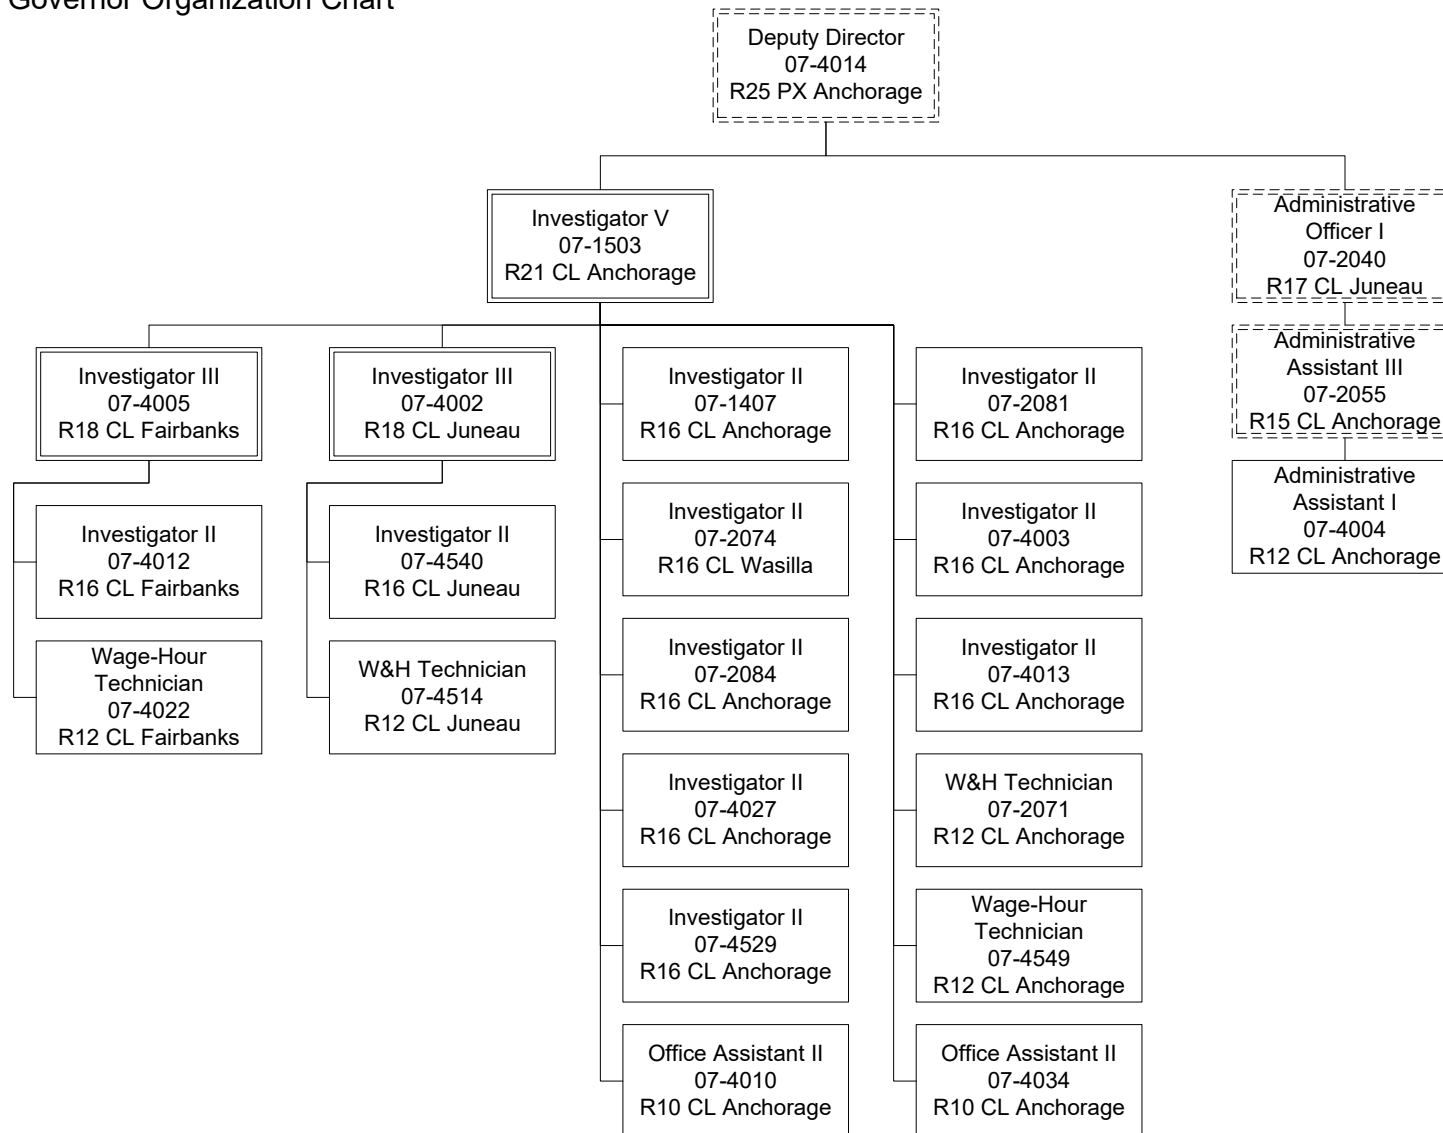 Governor Organization Chart
Deputy Director
07-4014
R25 PX Anchorage
Investigator V
07-1503
R21 CL Anchorage
Administrative
Officer I
07-2040
R17 CL Juneau
Investigator III
07-4005
R18 CL Fairbanks
Investigator III
07-4002
R18 CL Juneau
Investigator II
07-1407
R16 CL Anchorage
Investigator II
07-2081
R16 CL Anchorage
Administrative
Assistant III
07-2055
R15 CL Anchorage
Investigator II
07-4012
R16 CL Fairbanks
Investigator II
07-4540
R16 CL Juneau
Investigator II
07-2074
R16 CL Wasilla
Investigator II
07-4003
R16 CL Anchorage
Administrative
Assistant I
07-4004
R12 CL Anchorage
Wage-Hour
Technician
07-4022
R12 CL Fairbanks
W&H Technician
07-4514
R12 CL Juneau
Investigator II
07-2084
R16 CL Anchorage
Investigator II
07-4013
R16 CL Anchorage
Investigator II
07-4027
R16 CL Anchorage
W&H Technician
07-2071
R12 CL Anchorage
Investigator II
07-4529
R16 CL Anchorage
Wage-Hour
Technician
07-4549
R12 CL Anchorage
Office Assistant II
07-4010
R10 CL Anchorage
Office Assistant II
07-4034
R10 CL Anchorage